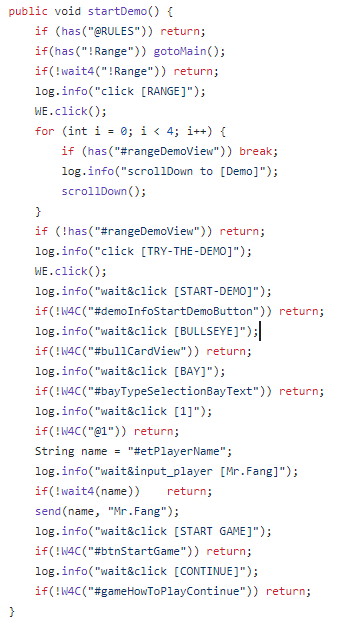 public void startDemo() {
    if (has("@RULES")) return;
    if(has("!Range")) gotoMain();
    if(!wait4("!Range")) return;
    log.info("click [RANGE]");
    WE.click();
    for (int i = 0; i < 4; i++) {
        if (has("#rangeDemoView")) break;
        log.info("scrollDown to [Demo]");
        scrollDown();
    }
    if (!has("#rangeDemoView")) return;
    log.info("click [TRY-THE-DEMO]");
    WE.click();
    log.info("wait&click [START-DEMO]");
    if(!W4C("#demoInfoStartDemoButton")) return;
    log.info("wait&click [BULLSEYE]");
    if(!W4C("#bullCardView")) return;
    log.info("wait&click [BAY]");
    if(!W4C("#bayTypeSelectionBayText")) return;
    log.info("wait&click [1]");
    if(!W4C("@1")) return;
    String name = "#etPlayerName";
    log.info("wait&input_player [Mr.Fang]");
    if(!wait4(name))    return;
    send(name, "Mr.Fang");
    log.info("wait&click [START GAME]");
    if(!W4C("#btnStartGame")) return;
    log.info("wait&click [CONTINUE]");
    if(!W4C("#gameHowToPlayContinue")) return;
}